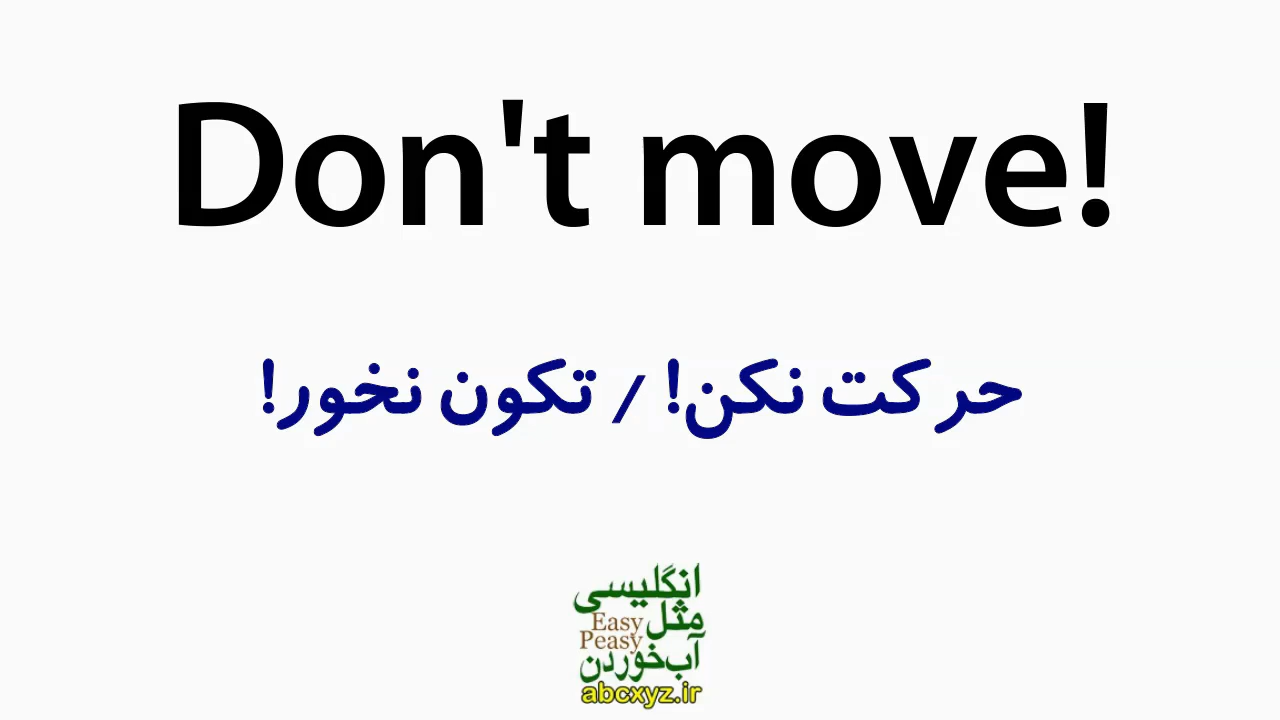 Don't move!
حرکت نکن! / تکون نخور!
انگلیسی
مثل Easy
Peasy
آب‌خوردن
abcxyz.ir